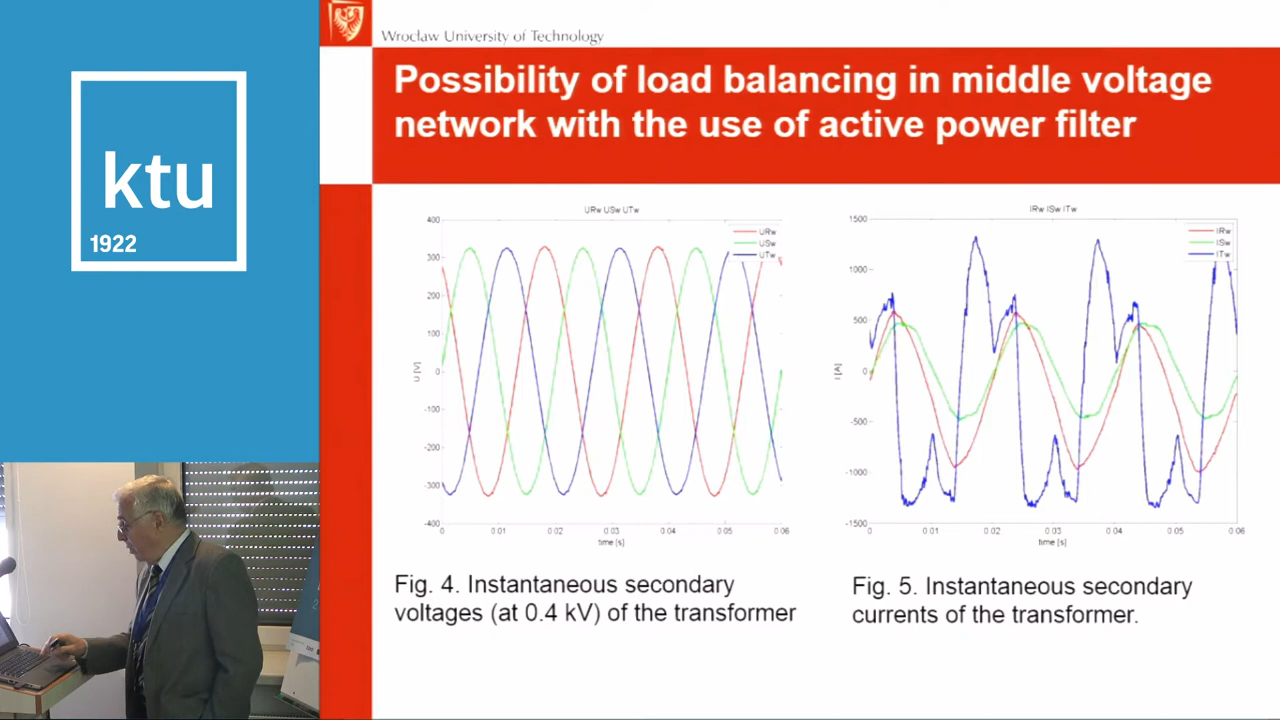 ktu
1922
Wrocław University of Technology
Possibility of load balancing in middle voltage
network with the use of active power filter
URw USw UTw
400
300
200
100
0
-100
-200
-300
-400
U [V]
URw
USw
UTw
0
0.01
0.02
0.03
0.04
0.05
0.06
time [s]
IRw ISw ITw
1500
1000
500
0
-500
-1000
-1500
I [A]
IRw
ISw
ITw
0
0.01
0.02
0.03
0.04
0.05
0.06
time [s]
Fig. 4. Instantaneous secondary
voltages (at 0.4 kV) of the transformer
Fig. 5. Instantaneous secondary
currents of the transformer.